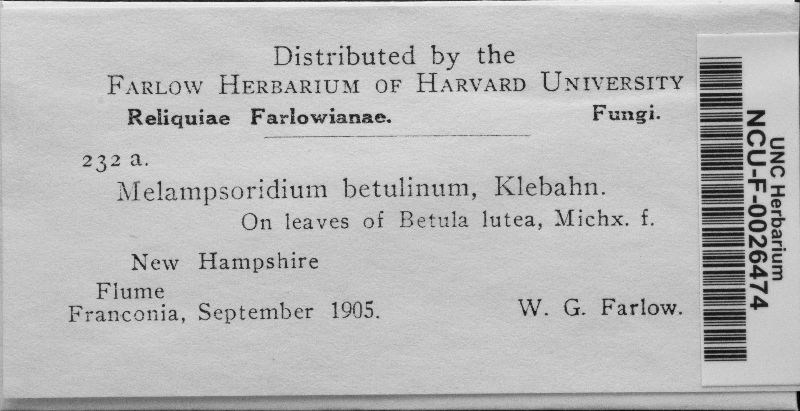 Distributed by the
FARLOW HERBARIUM OF HARVARD UNIVERSITY
Reliquiae Farlowianae. Fungi.
232 a.
Melampsoridium betulinum, Klebahn.
On leaves of Betula lutea, Michx. f.
New Hampshire
Flume
Franconia, September 1905. W. G. Farlow.
UNC Herbarium
NCU-F-0026474